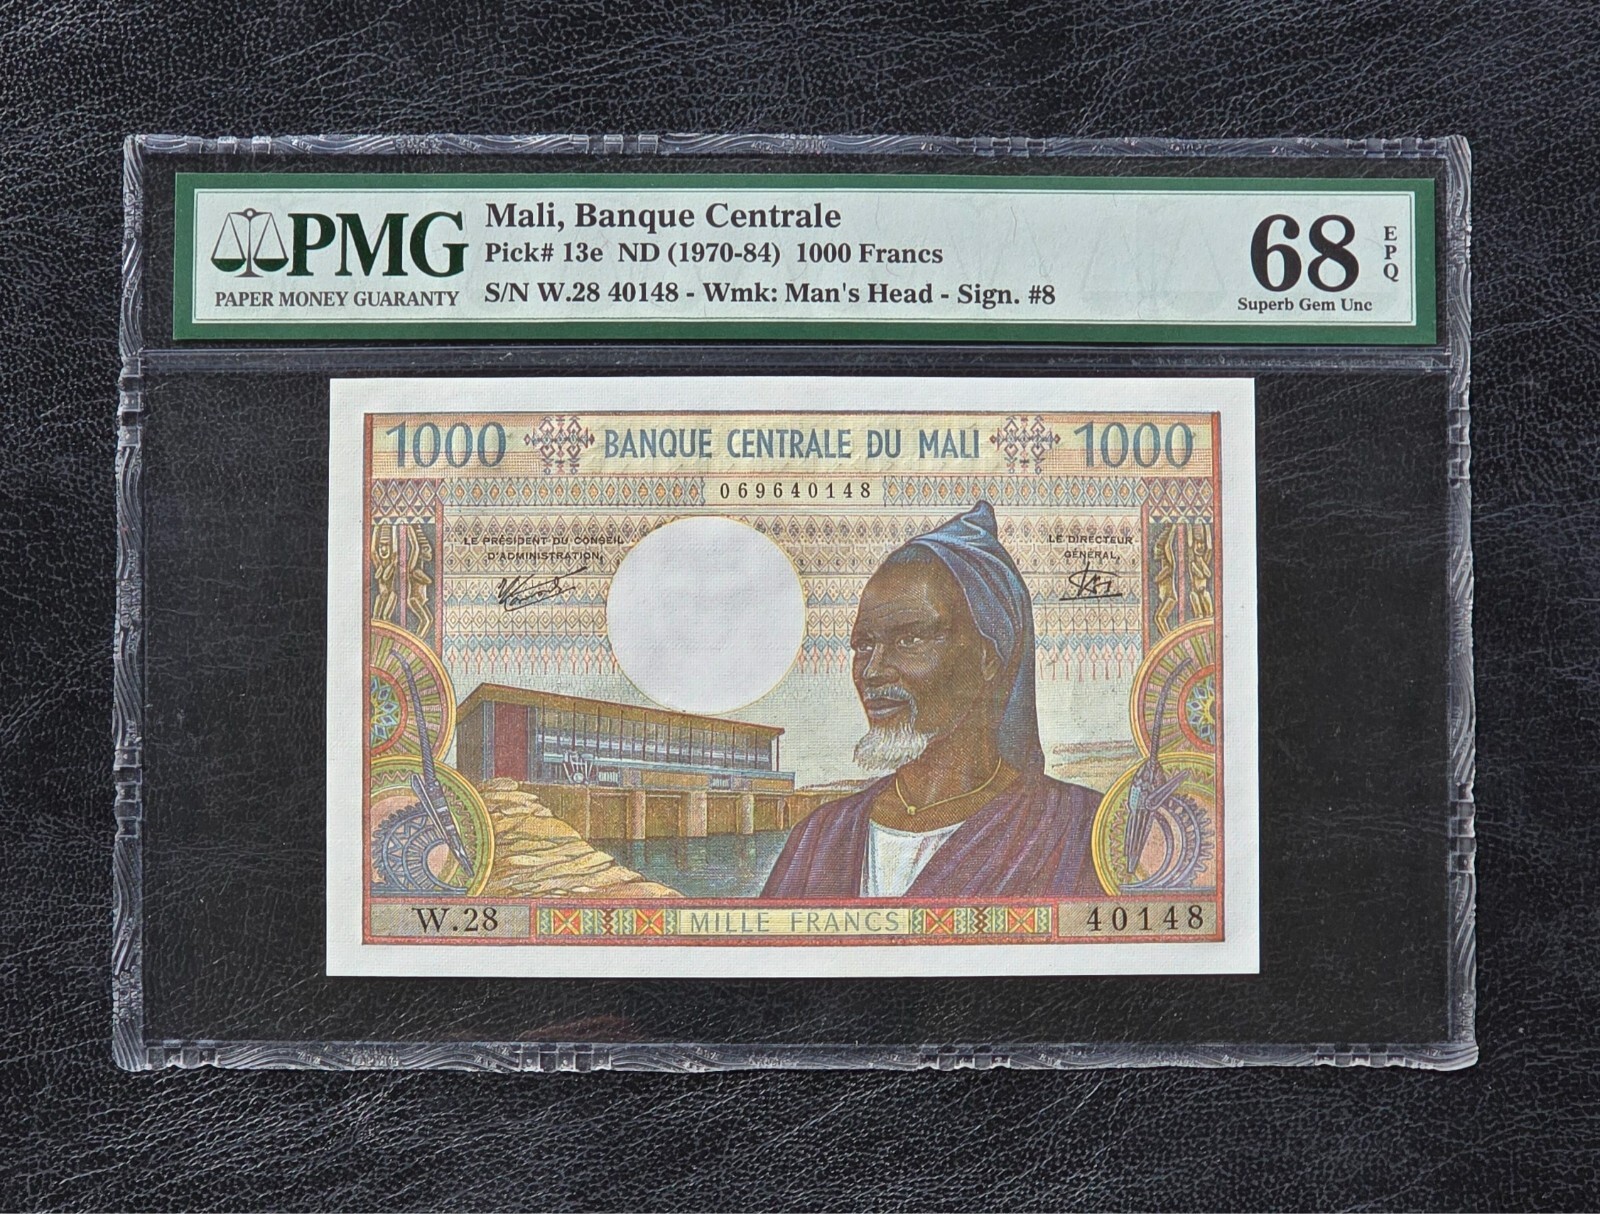 PMG
PAPER MONEY GUARANTY
Mali, Banque Centrale
Pick# 13e ND (1970-84) 1000 Francs
S/N W.28 40148 - Wmk: Man's Head - Sign. #8
68
EPQ
Superb Gem Unc
1000 BANQUE CENTRALE DU MALI 1000
069640148
LE PRÉSIDENT DU CONSEIL
D'ADMINISTRATION,
LE DIRECTEUR
GÉNÉRAL,
W.28 MILLE FRANCS 40148